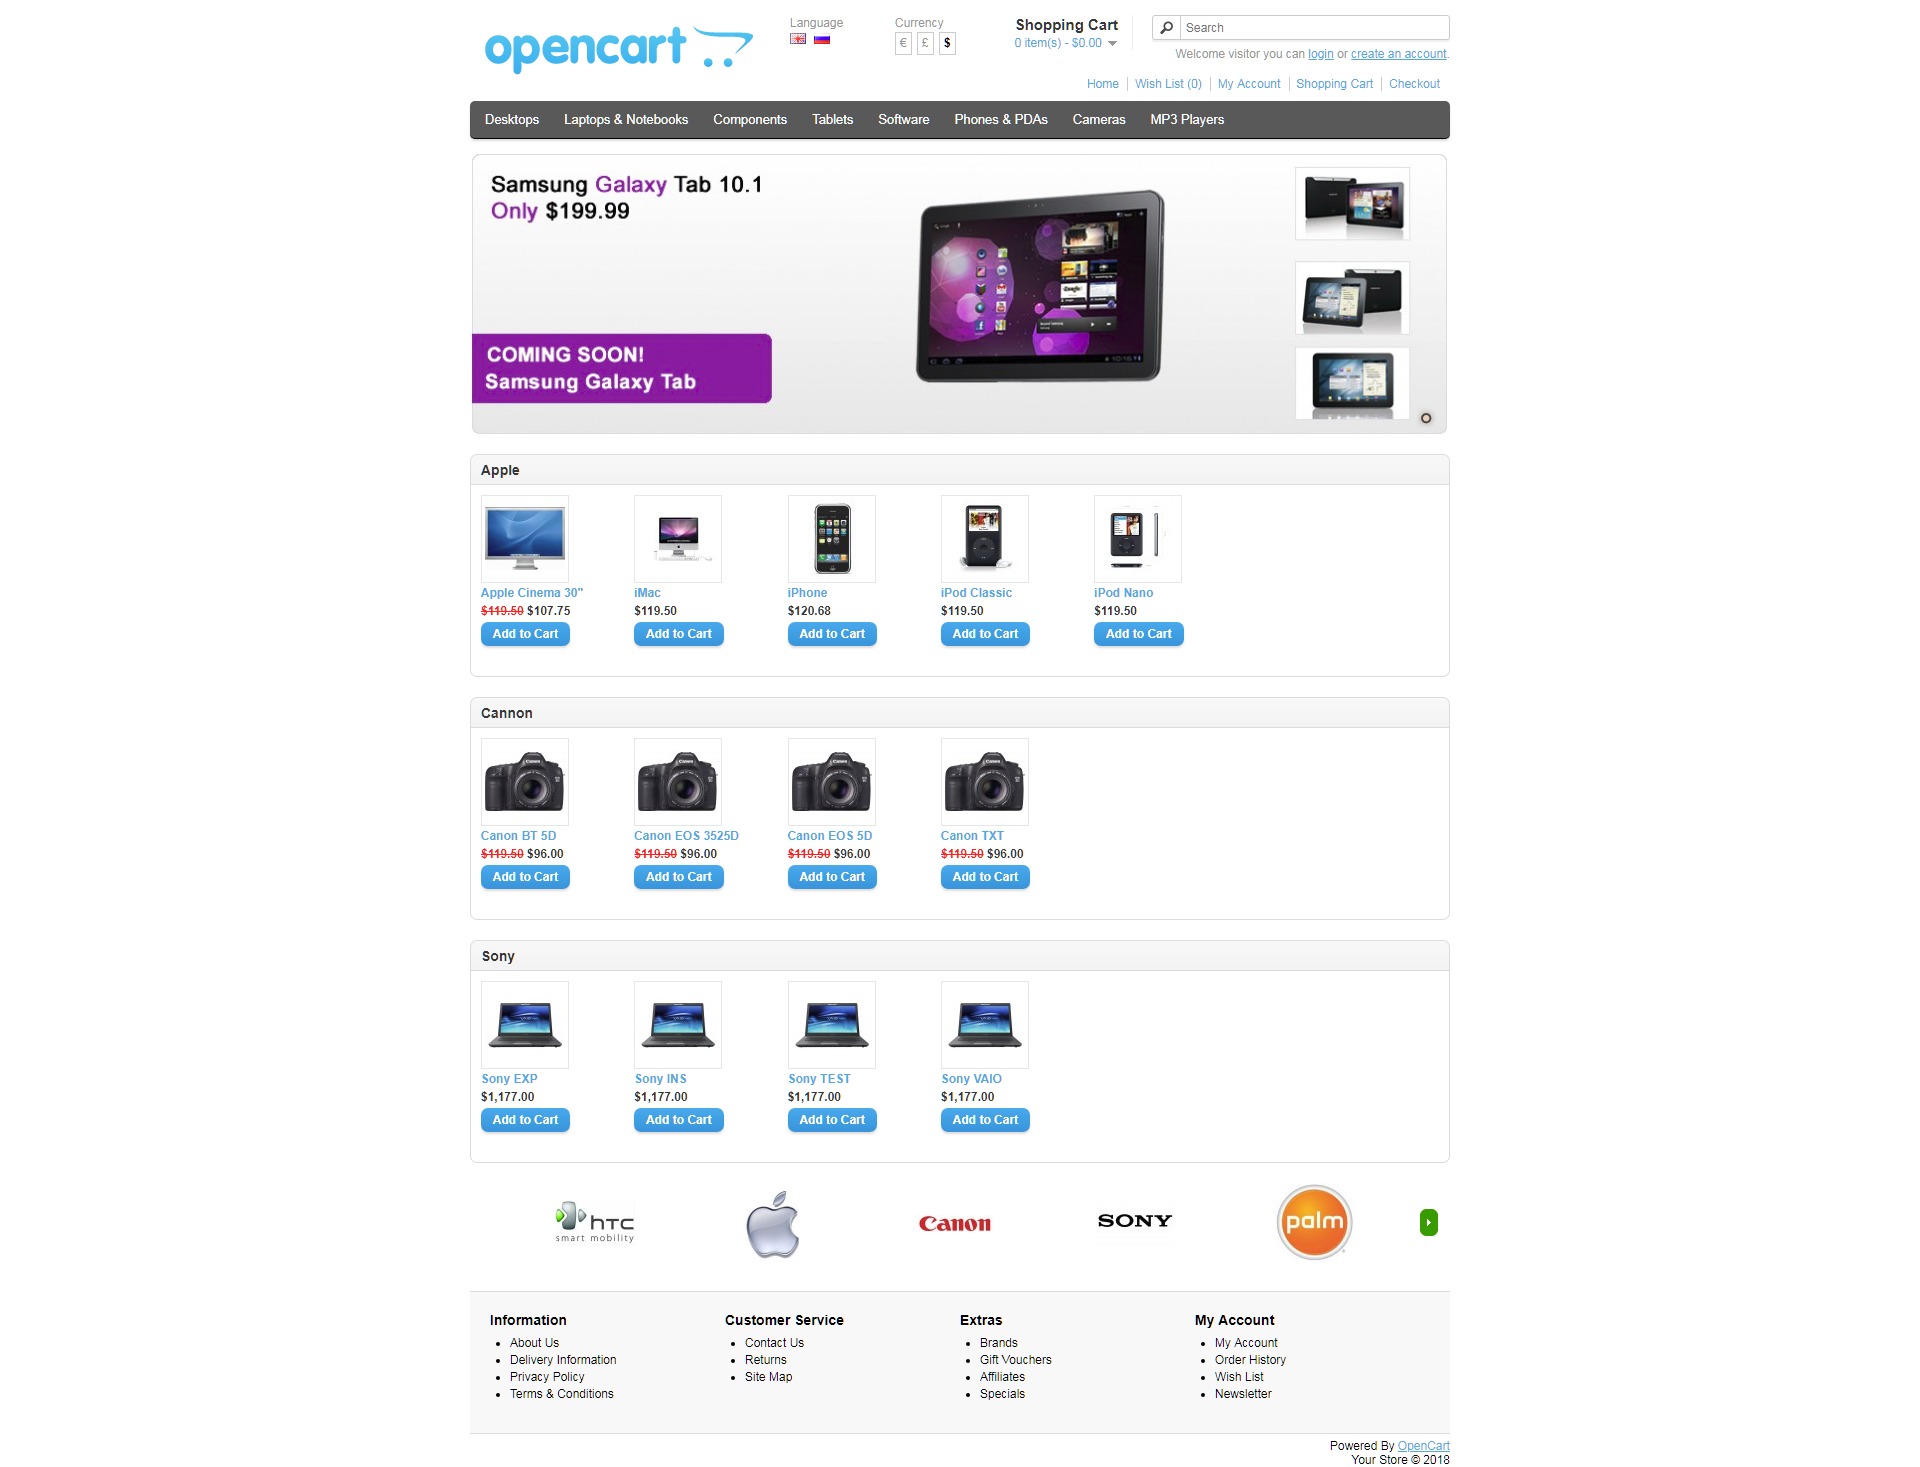 opencart
Language
Currency
€ £ $
Shopping Cart
0 item(s) - $0.00
Search
Welcome visitor you can login or create an account.
Home Wish List (0) My Account Shopping Cart Checkout
Desktops Laptops & Notebooks Components Tablets Software Phones & PDAs Cameras MP3 Players
Samsung Galaxy Tab 10.1
Only $199.99
COMING SOON!
Samsung Galaxy Tab
Apple
Apple Cinema 30" iMac iPhone iPod Classic iPod Nano
$119.50 $107.75 $119.50 $120.68 $119.50 $119.50
Add to Cart Add to Cart Add to Cart Add to Cart Add to Cart
Cannon
Canon BT 5D Canon EOS 3525D Canon EOS 5D Canon TXT
$119.50 $96.00 $119.50 $96.00 $119.50 $96.00 $119.50 $96.00
Add to Cart Add to Cart Add to Cart Add to Cart
Sony
Sony EXP Sony INS Sony TEST Sony VAIO
$1,177.00 $1,177.00 $1,177.00 $1,177.00
Add to Cart Add to Cart Add to Cart Add to Cart
hTC
smart mobility
Canon
SONY
palm
Information
About Us
Delivery Information
Privacy Policy
Terms & Conditions
Customer Service
Contact Us
Returns
Site Map
Extras
Brands
Gift Vouchers
Affiliates
Specials
My Account
My Account
Order History
Wish List
Newsletter
Powered By OpenCart
Your Store © 2018